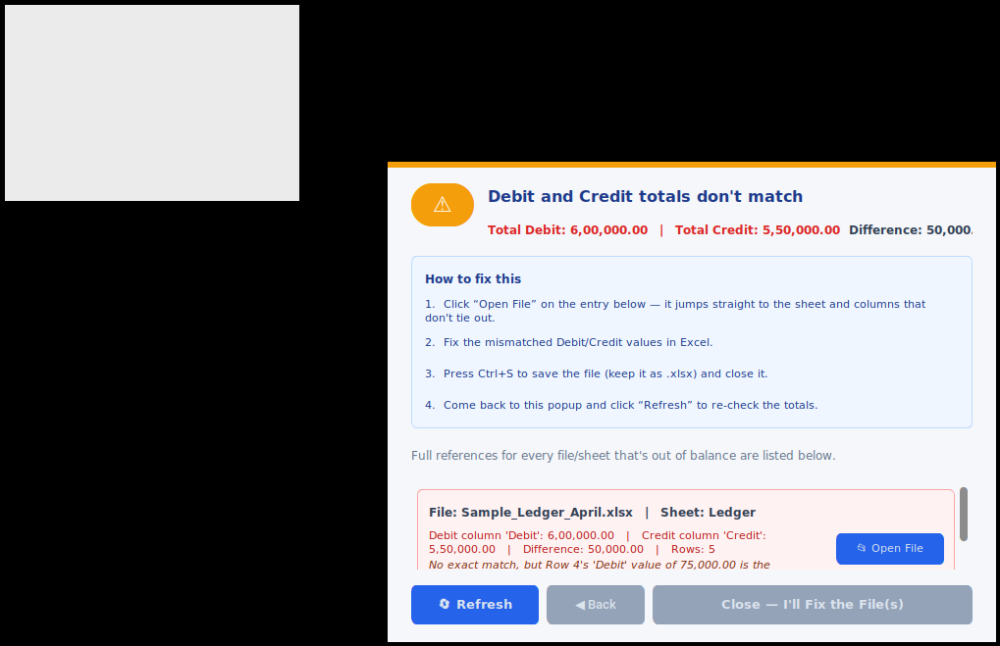 Debit and Credit totals don't match
Total Debit: 6,00,000.00 | Total Credit: 5,50,000.00 Difference: 50,000.
How to fix this
1. Click “Open File” on the entry below — it jumps straight to the sheet and columns that
don't tie out.
2. Fix the mismatched Debit/Credit values in Excel.
3. Press Ctrl+S to save the file (keep it as .xlsx) and close it.
4. Come back to this popup and click “Refresh” to re-check the totals.
Full references for every file/sheet that's out of balance are listed below.
File: Sample_Ledger_April.xlsx | Sheet: Ledger
Debit column 'Debit': 6,00,000.00 | Credit column 'Credit':
5,50,000.00 | Difference: 50,000.00 | Rows: 5
No exact match, but Row 4's 'Debit' value of 75,000.00 is the
Open File
Refresh
◀ Back
Close — I'll Fix the File(s)